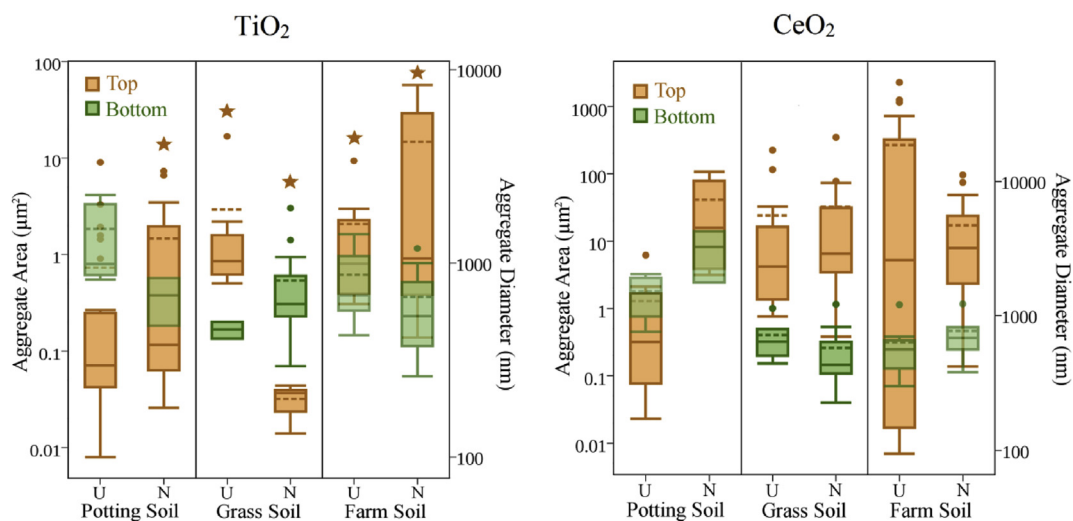 TiO₂
CeO₂
Top
Bottom
Aggregate Area (µm²)
100
10
1
0.1
0.01
Aggregate Diameter (nm)
10000
1000
100
U N U N U N
Potting Soil Grass Soil Farm Soil
Top
Bottom
Aggregate Area (µm²)
1000
100
10
1
0.1
0.01
Aggregate Diameter (nm)
10000
1000
100
U N U N U N
Potting Soil Grass Soil Farm Soil